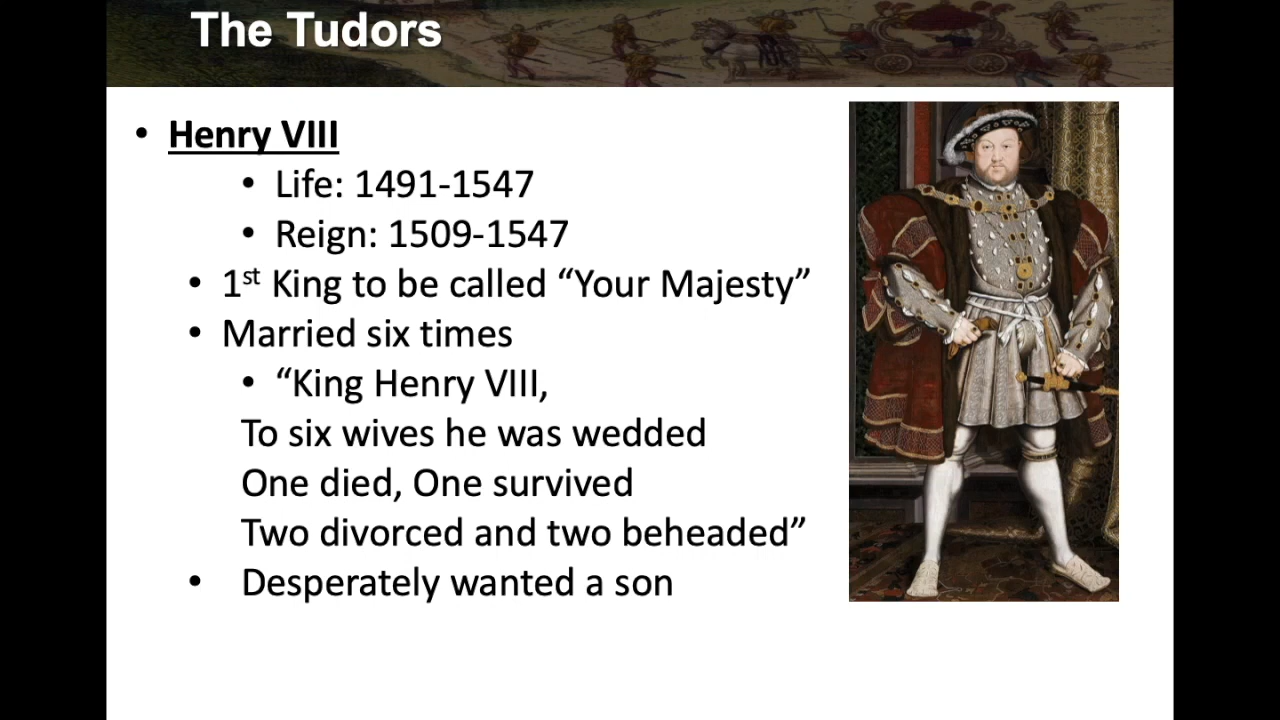 The Tudors
• Henry VIII
• Life: 1491-1547
• Reign: 1509-1547
• 1st King to be called “Your Majesty”
• Married six times
• “King Henry VIII,
To six wives he was wedded
One died, One survived
Two divorced and two beheaded”
• Desperately wanted a son